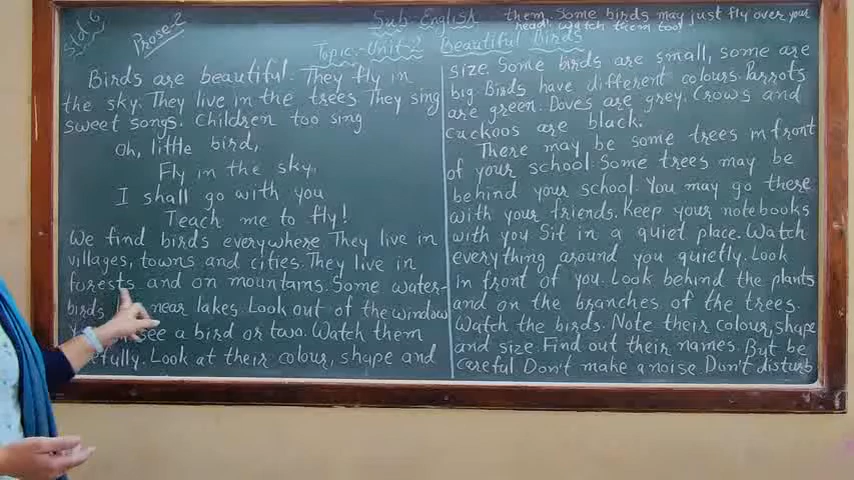 Std 6
Prose-2
Sub-English
Topic:-Unit-2 Beautiful Birds
Birds are beautiful. They fly in
the sky. They live in the trees. They sing
sweet songs! Children too sing
Oh, little bird,
Fly in the sky,
I shall go with you
Teach me to fly!
We find birds everywhere They live in
villages, towns and cities. They live in
forests and on mountains. Some water-
birds near lakes. Look out of the window
see a bird or two. Watch them
Look at their colour, shape and
size. Some birds are small, some are
big. Birds have different colours. Parrots
are green. Doves are grey. Crows and
cuckoos are black.
There may be some trees in front
of your school. Some trees may be
behind your school. You may go there
with your friends. Keep your notebooks
with you Sit in a quiet place. Watch
everything around you quietly. Look
in front of you. Look behind the plants
and on the branches of the trees.
Watch the birds. Note their colour, shape
and size. Find out their names. But be
careful Don't make a noise. Don't disturb
them. Some birds may just fly over your
head. Watch them too!